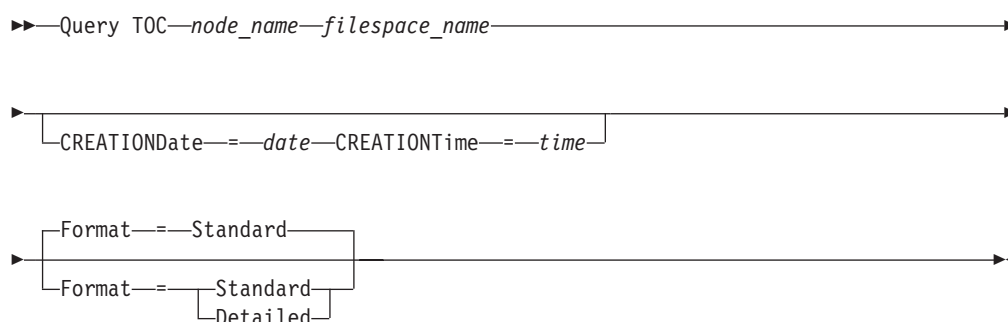 Query TOC node_name filespace_name
CREATIONDate = date CREATIONTime = time
Format = Standard
Format = Standard
Detailed